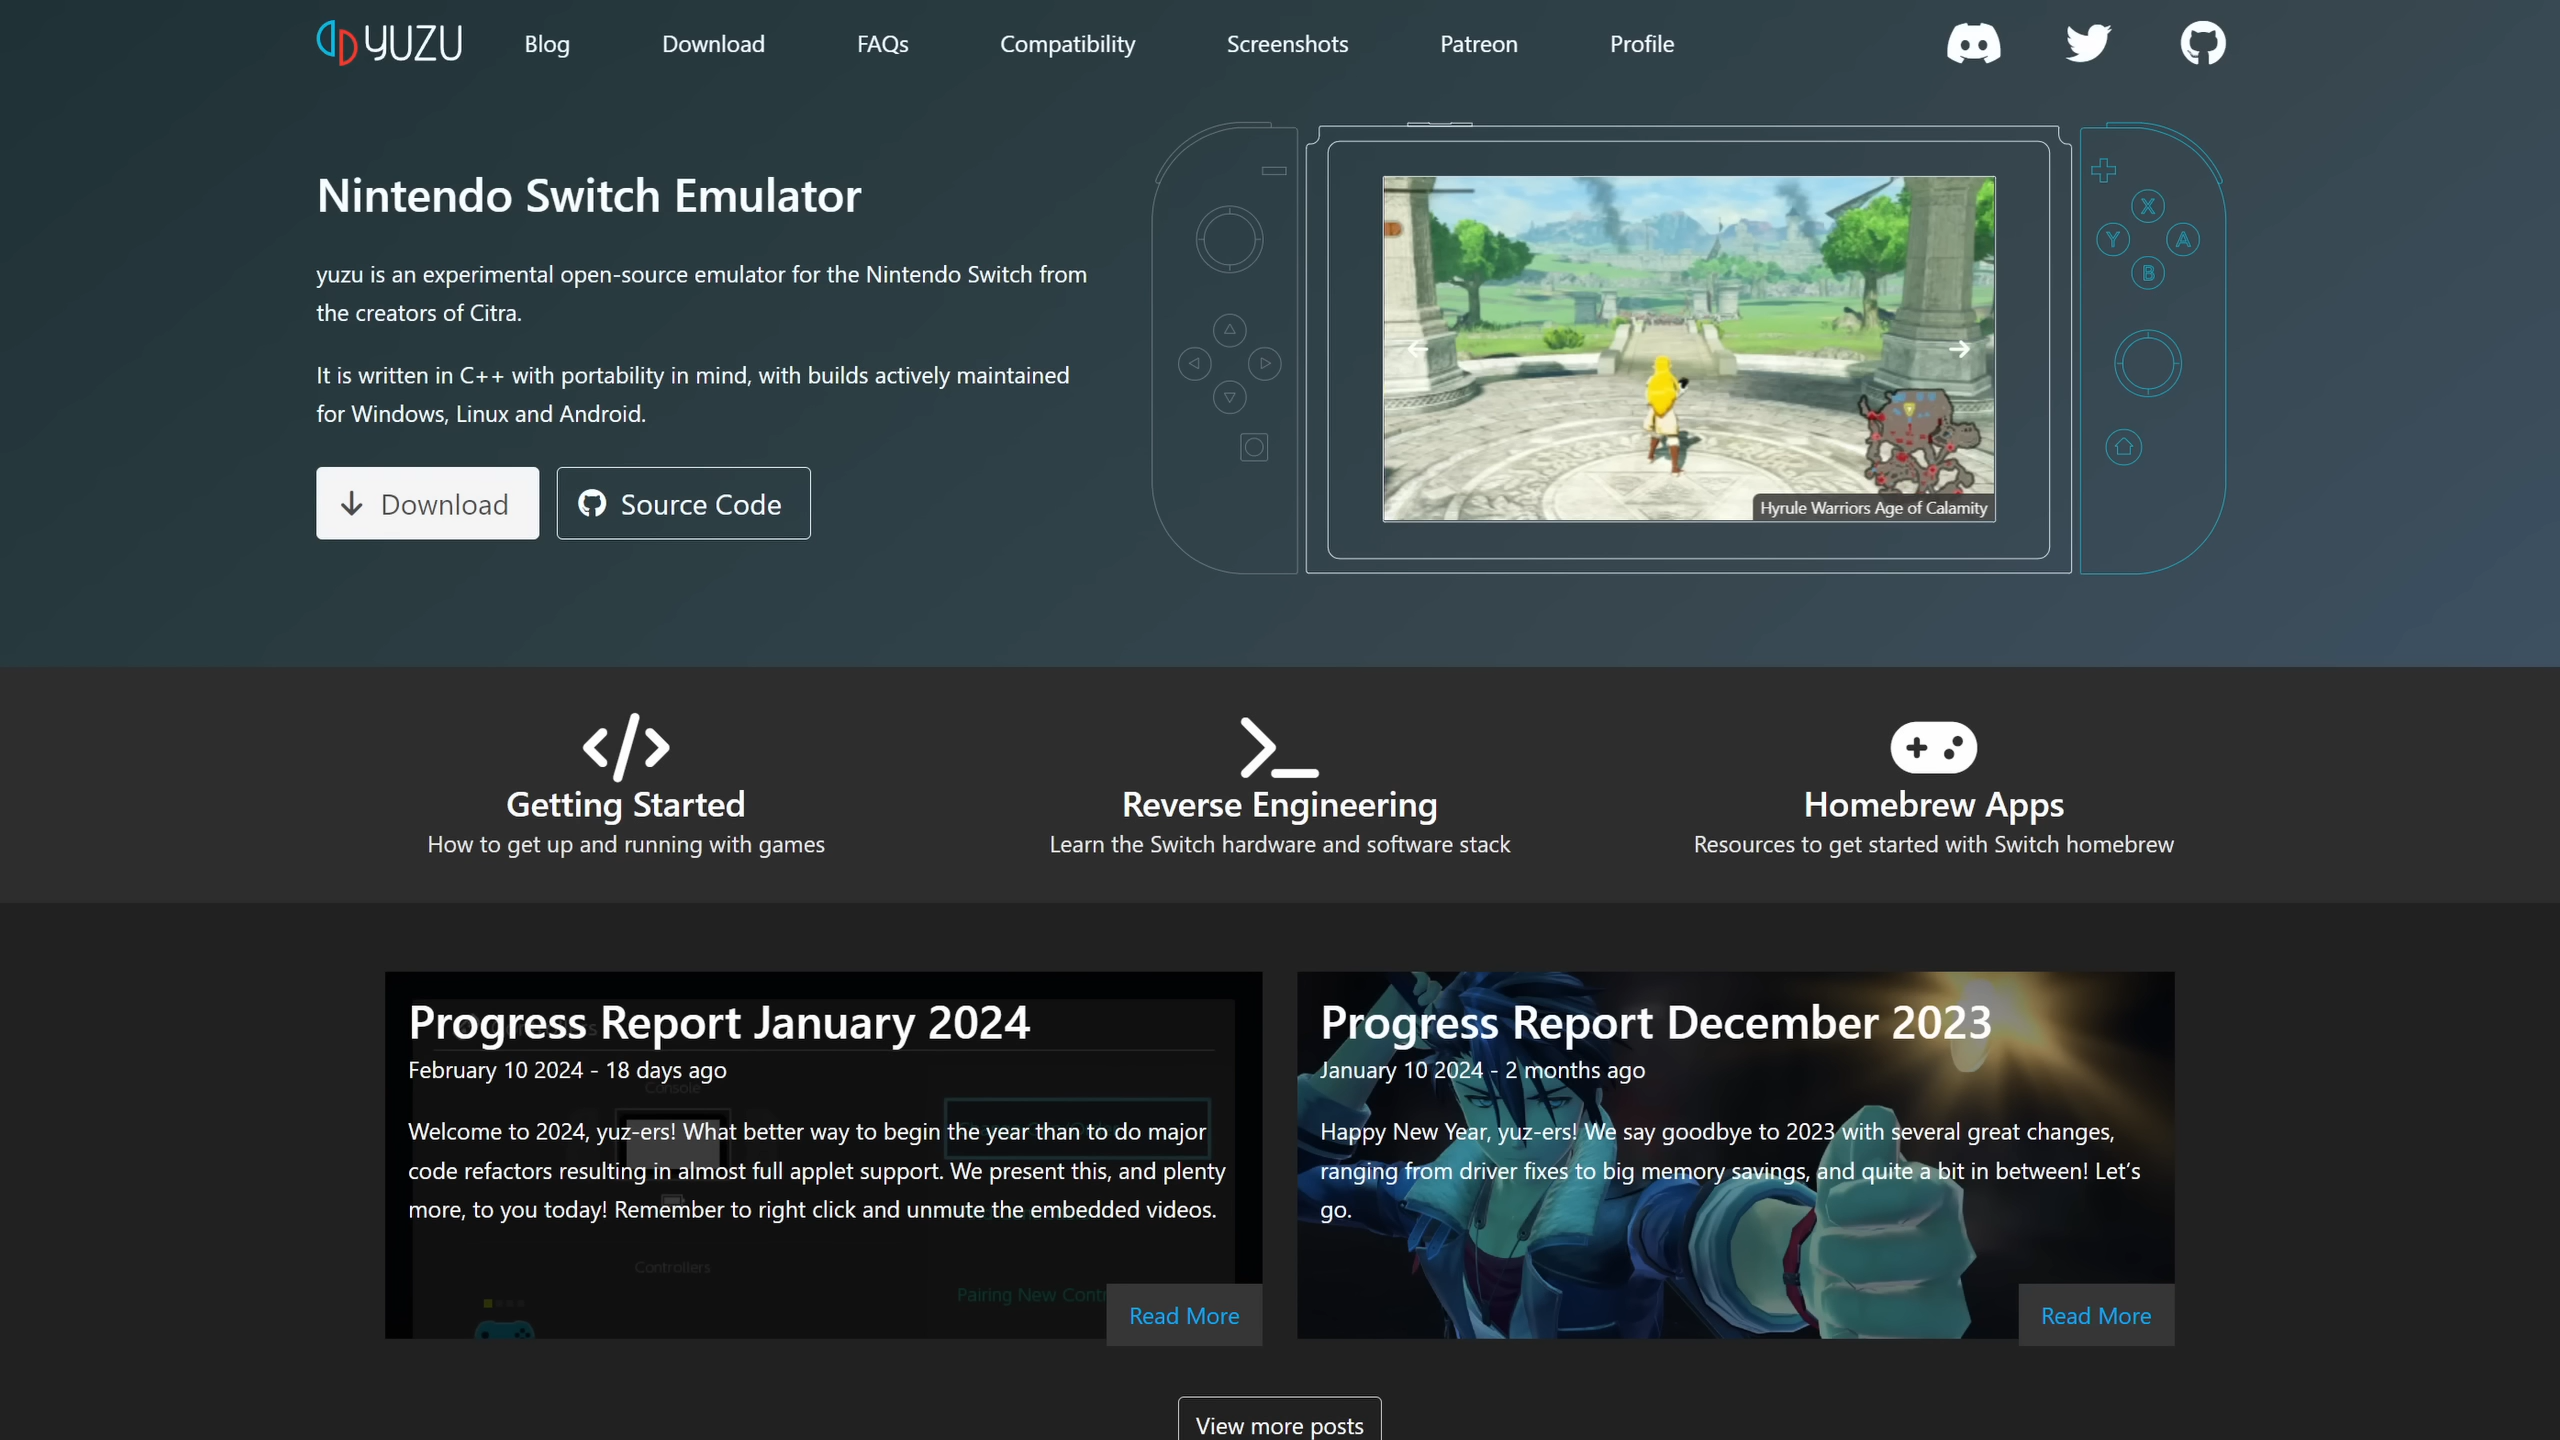 YUZU
Blog
Download
FAQs
Compatibility
Screenshots
Patreon
Profile
Nintendo Switch Emulator
yuzu is an experimental open-source emulator for the Nintendo Switch from
the creators of Citra.
It is written in C++ with portability in mind, with builds actively maintained
for Windows, Linux and Android.
Download
Source Code
X
Y
A
B
Hyrule Warriors Age of Calamity
Getting Started
How to get up and running with games
Reverse Engineering
Learn the Switch hardware and software stack
Homebrew Apps
Resources to get started with Switch homebrew
Progress Report January 2024
February 10 2024 - 18 days ago
Console
Welcome to 2024, yuz-ers! What better way to begin the year than to do major
code refactors resulting in almost full applet support. We present this, and plenty
more, to you today! Remember to right click and unmute the embedded videos.
Controllers
Pairing New Contr
Read More
Progress Report December 2023
January 10 2024 - 2 months ago
Happy New Year, yuz-ers! We say goodbye to 2023 with several great changes,
ranging from driver fixes to big memory savings, and quite a bit in between! Let’s
go.
Read More
View more posts